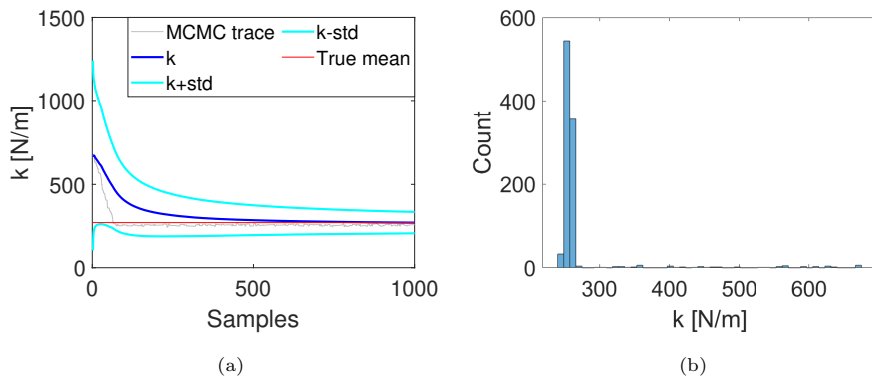 1500
1000
500
0
k [N/m]
MCMC trace
k
k+std
k-std
True mean
0
500
1000
Samples
(a)
600
400
200
0
Count
300
400
500
600
k [N/m]
(b)